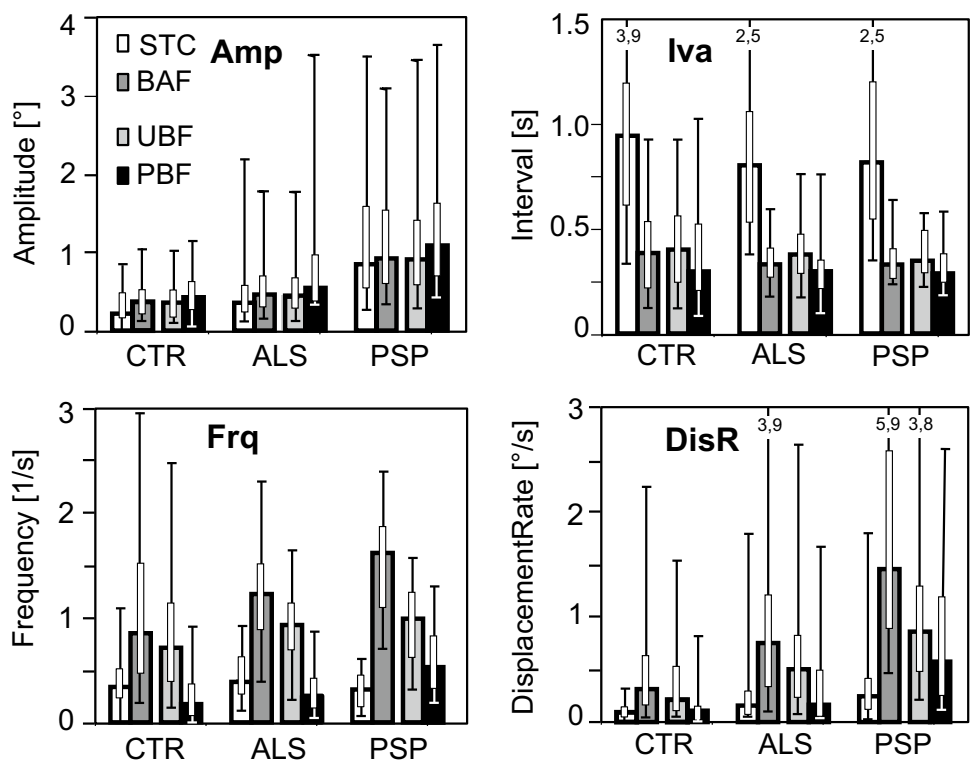 Amp
STC
BAF
UBF
PBF
Amplitude [°]
4
3
2
1
0
CTR ALS PSP
Iva
3,9 2,5 2,5
Interval [s]
1.5
1.0
0.5
0
CTR ALS PSP
Frq
Frequency [1/s]
3
2
1
0
CTR ALS PSP
DisR
3,9 5,9 3,8
DisplacementRate [°/s]
3
2
1
0
CTR ALS PSP